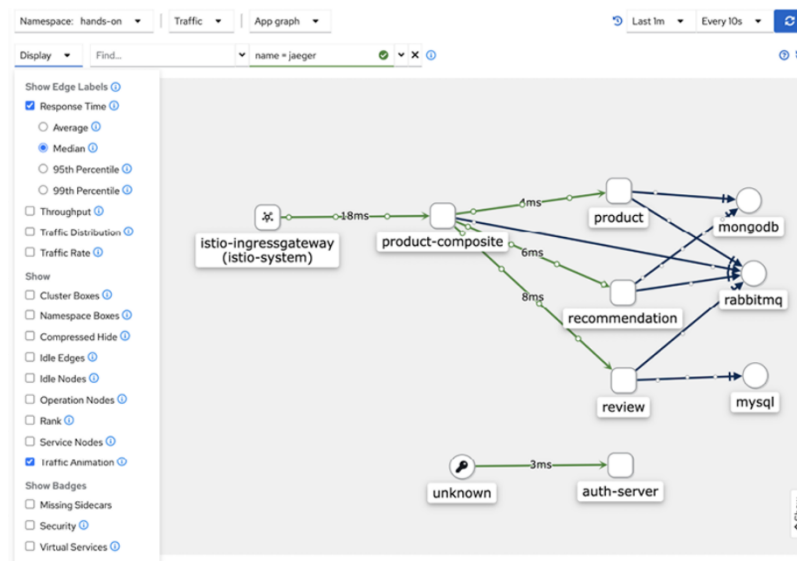 Namespace: hands-on
Traffic
App graph
Last 1m
Every 10s
Display
Find...
name = jaeger
Show Edge Labels
Response Time
Average
Median
95th Percentile
99th Percentile
Throughput
Traffic Distribution
Traffic Rate
Show
Cluster Boxes
Namespace Boxes
Compressed Hide
Idle Edges
Idle Nodes
Operation Nodes
Rank
Service Nodes
Traffic Animation
Show Badges
Missing Sidecars
Security
Virtual Services
18ms
istio-ingressgateway
(istio-system)
product-composite
4ms
product
mongodb
6ms
rabbitmq
8ms
recommendation
review
mysql
3ms
unknown
auth-server